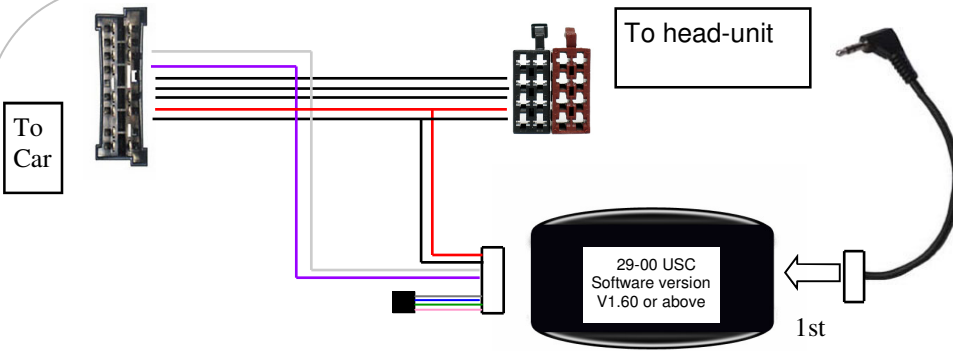 To head-unit
To
Car
29-00 USC
Software version
V1.60 or above
1st